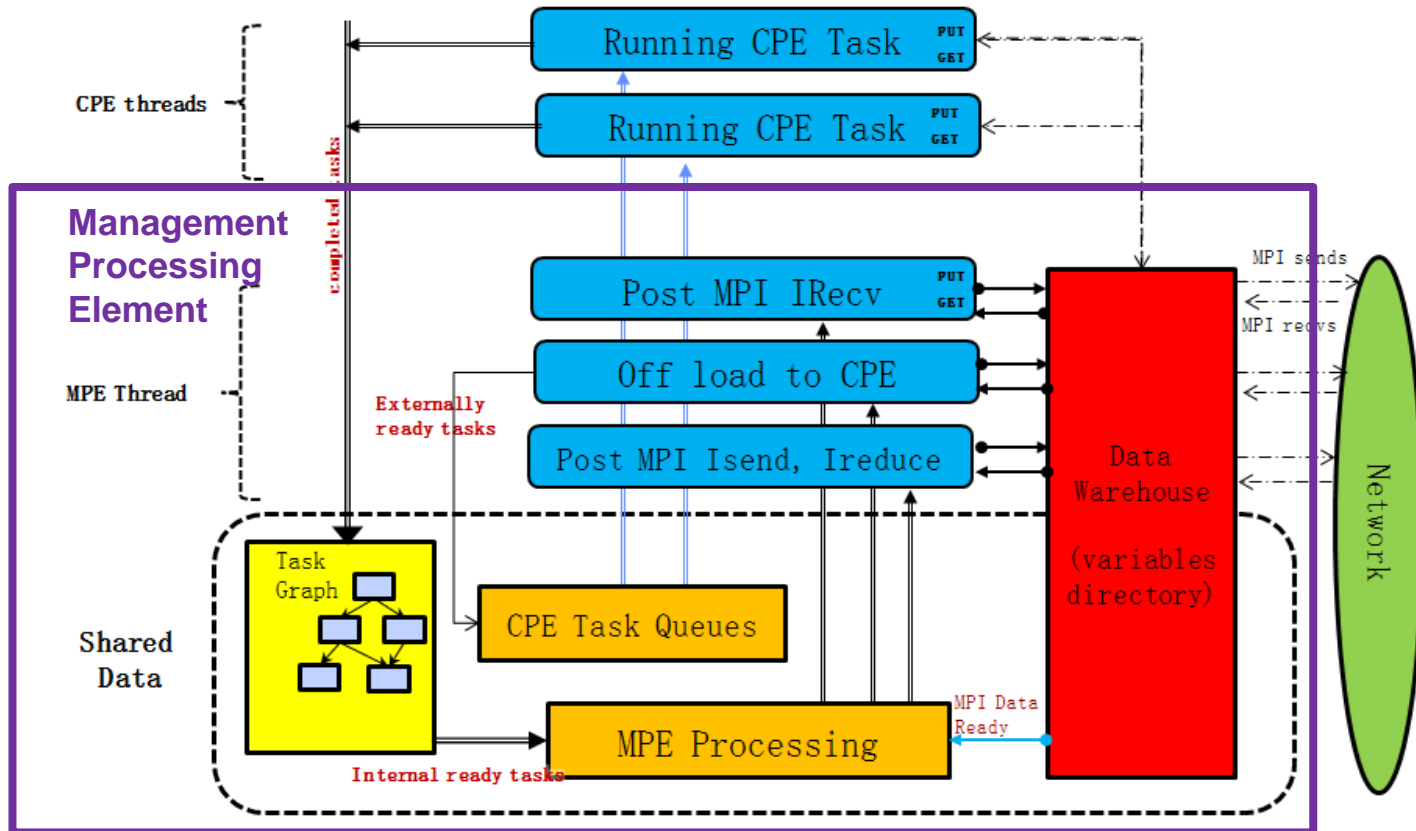 Running CPE Task
PUT
GET
CPE threads
Running CPE Task
PUT
GET
completed tasks
Management
Processing
Element
MPI sends
Post MPI IRecv
PUT
GET
MPI recvs
Off load to CPE
MPE Thread
Externally
ready tasks
Post MPI Isend, Ireduce
Data
Warehouse
(variables
directory)
Network
Task
Graph
CPE Task Queues
Shared
Data
MPI Data
Ready
MPE Processing
Internal ready tasks